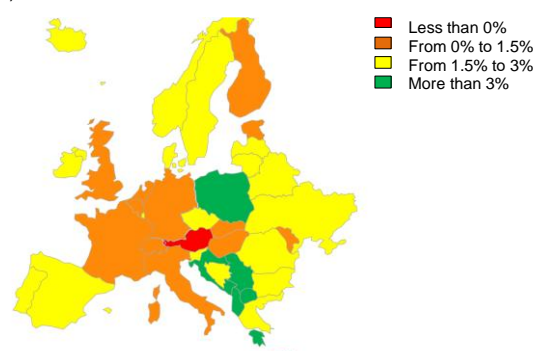 Less than 0%
From 0% to 1.5%
From 1.5% to 3%
More than 3%